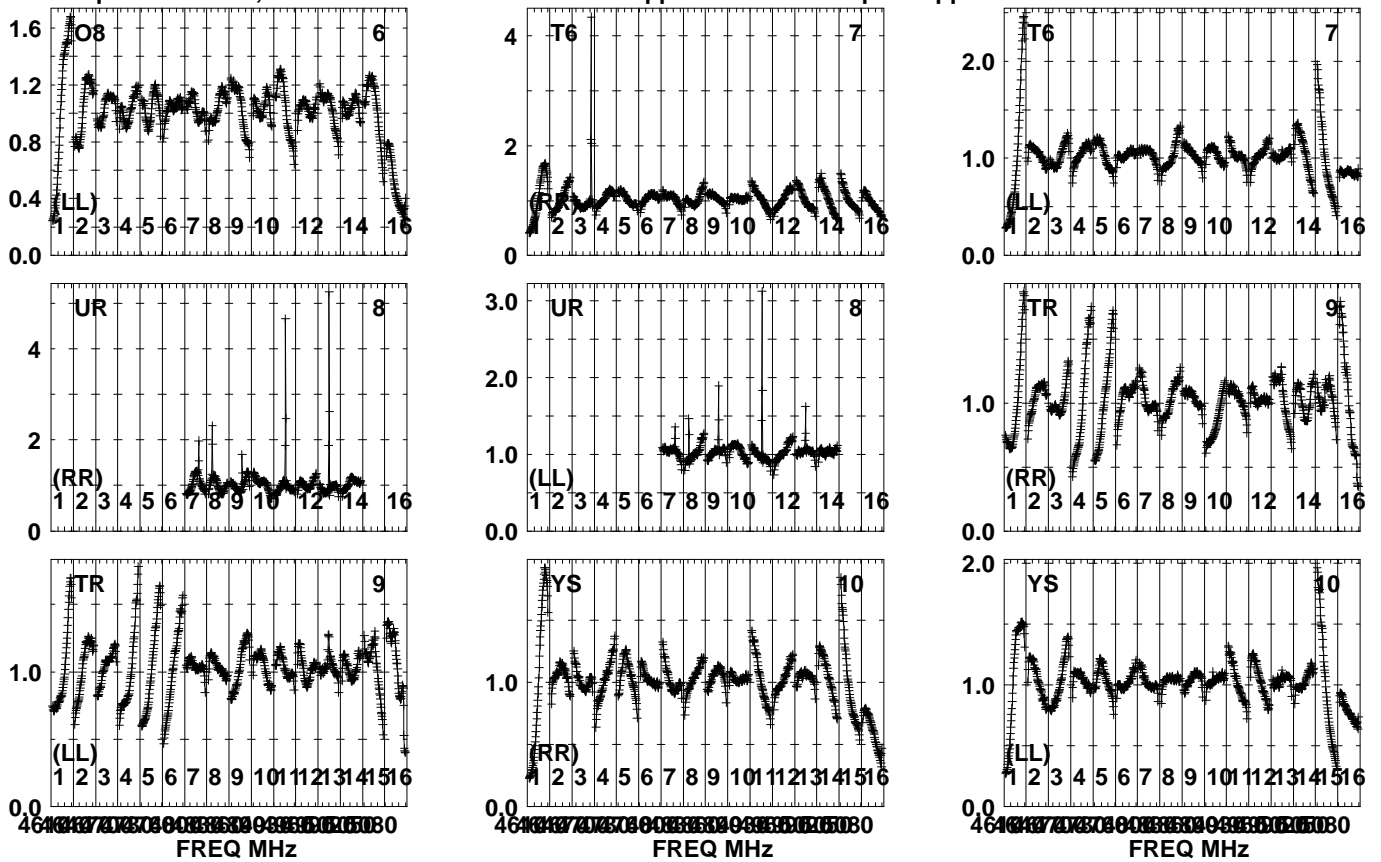 1.6 O8 6
1.2
0.8
0.4 (LL)
1 2 3 4 5 6 7 8 9 10 12 14 16
0.0
T6 7
4
2
(RR)
1 2 3 4 5 6 7 8 9 10 12 14 16
0
T6 7
2.0
1.0
(LL)
1 2 3 4 5 6 7 8 9 10 12 14 16
0.0
UR 8
4
2
(RR)
1 2 3 4 5 6 7 8 9 10 12 14 16
0
3.0 UR 8
2.0
1.0
(LL)
1 2 3 4 5 6 7 8 9 10 12 14 16
0.0
TR 9
1.0
(RR)
1 2 3 4 5 6 7 8 9 10 12 14 16
0.0
TR 9
1.0
(LL)
1 2 3 4 5 6 7 8 9 10 11 12 13 14 15 16
0.0
FREQ MHz
YS 10
1.0
(RR)
1 2 3 4 5 6 7 8 9 10 11 12 13 14 15 16
0.0
FREQ MHz
2.0 YS 10
1.0
(LL)
1 2 3 4 5 6 7 8 9 10 11 12 13 14 15 16
0.0
FREQ MHz